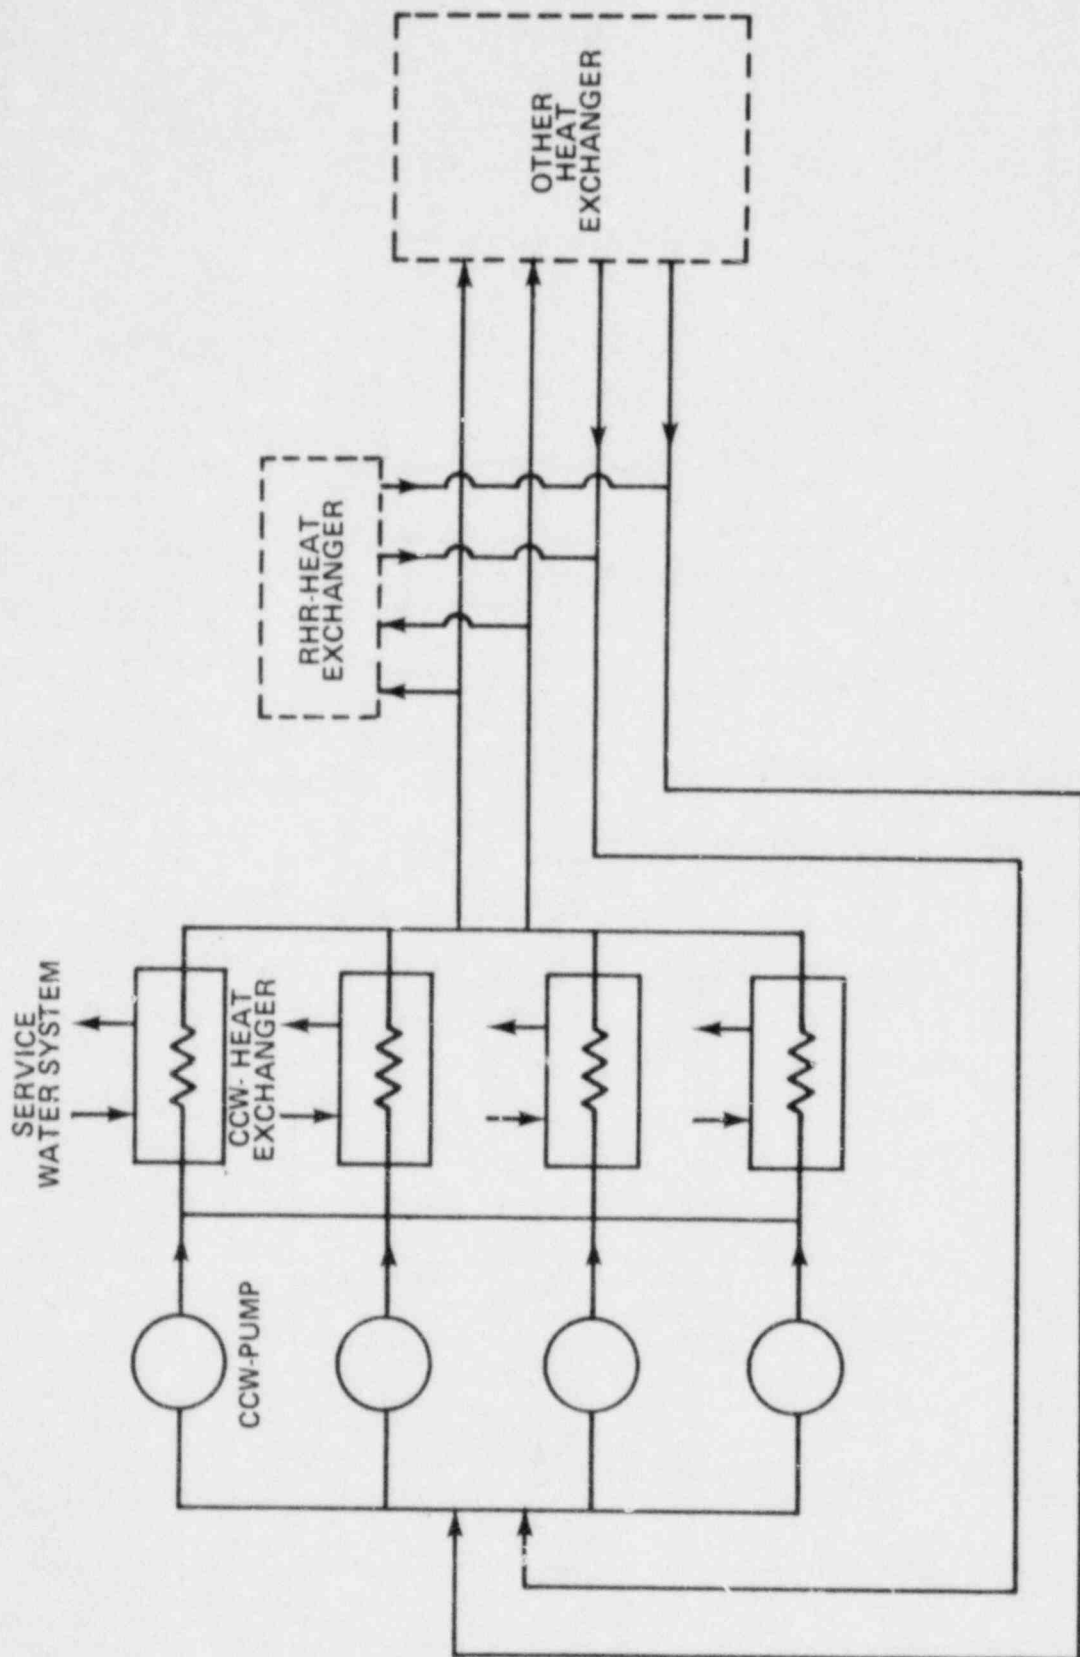 OTHER
HEAT
EXCHANGER
RHR-HEAT
EXCHANGER
SERVICE
WATER SYSTEM
CCW- HEAT
EXCHANGER
CCW-PUMP